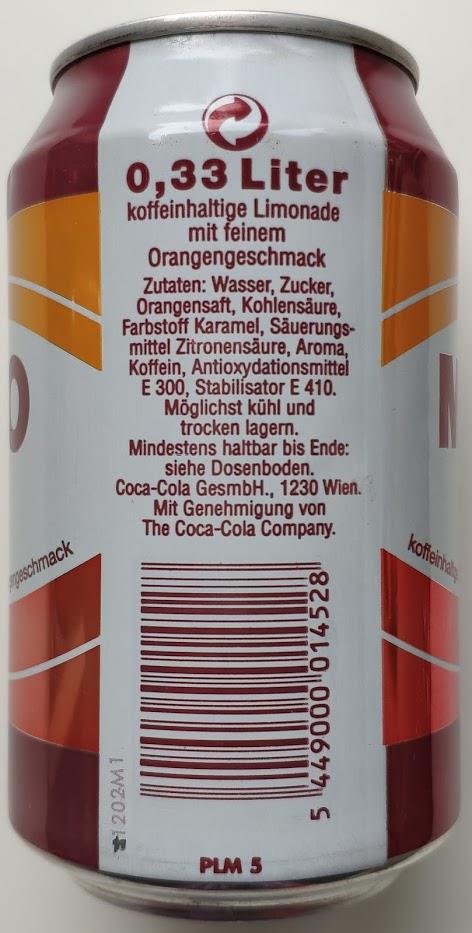 0,33 Liter
koffeinhaltige Limonade
mit feinem
Orangengeschmack
Zutaten: Wasser, Zucker,
Orangensaft, Kohlensäure,
Farbstoff Karamel, Säuerungs-
mittel Zitronensäure, Aroma,
Koffein, Antioxydationsmittel
E 300, Stabilisator E 410.
Möglichst kühl und
trocken lagern.
Mindestens haltbar bis Ende:
siehe Dosenboden.
Coca-Cola GesmbH., 1230 Wien.
Mit Genehmigung von
The Coca-Cola Company.
O
M
ngeschmack
koffeinhaltig
5 449000 014528
1202M1
PLM 5